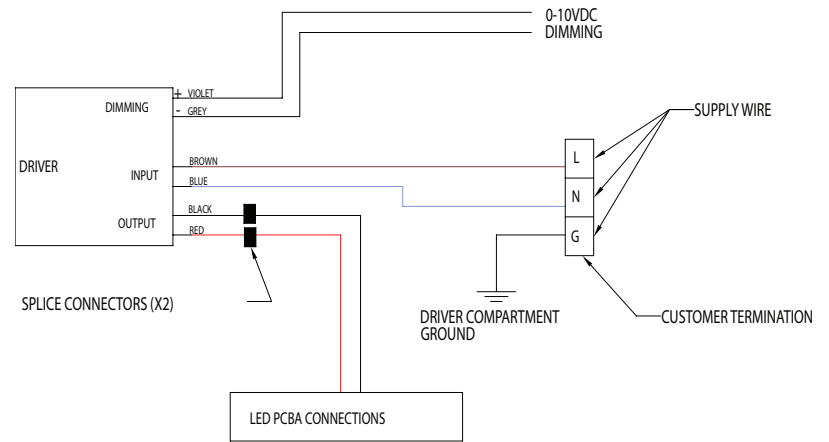 0-10VDC
DIMMING
+ VIOLET
DIMMING
- GREY
SUPPLY WIRE
DRIVER
BROWN
L
INPUT
BLUE
N
BLACK
OUTPUT
RED
G
SPLICE CONNECTORS (X2)
DRIVER COMPARTMENT
GROUND
CUSTOMER TERMINATION
LED PCBA CONNECTIONS